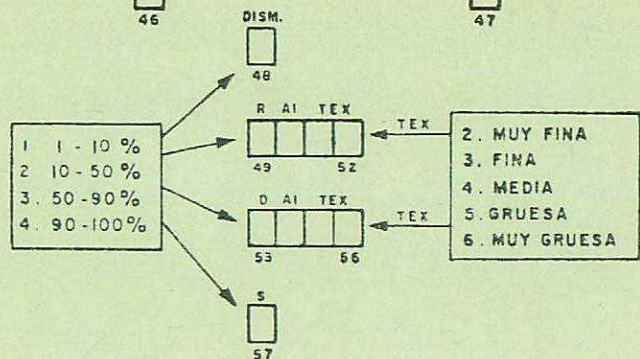 46 47
DISM.
48
R AI TEX
49 52
TEX
D AI TEX
53 56
TEX
S
57
1 1 - 10 %
2 10 - 50 %
3. 50 - 90 %
4. 90 - 100 %
2. MUY FINA
3. FINA
4. MEDIA
5. GRUESA
6. MUY GRUESA